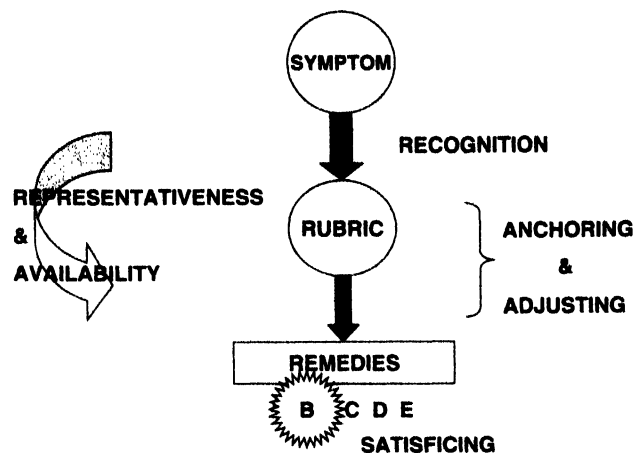 SYMPTOM
RECOGNITION
REPRESENTATIVENESS
&
AVAILABILITY
RUBRIC
ANCHORING
&
ADJUSTING
REMEDIES
B C D E
SATISFICING